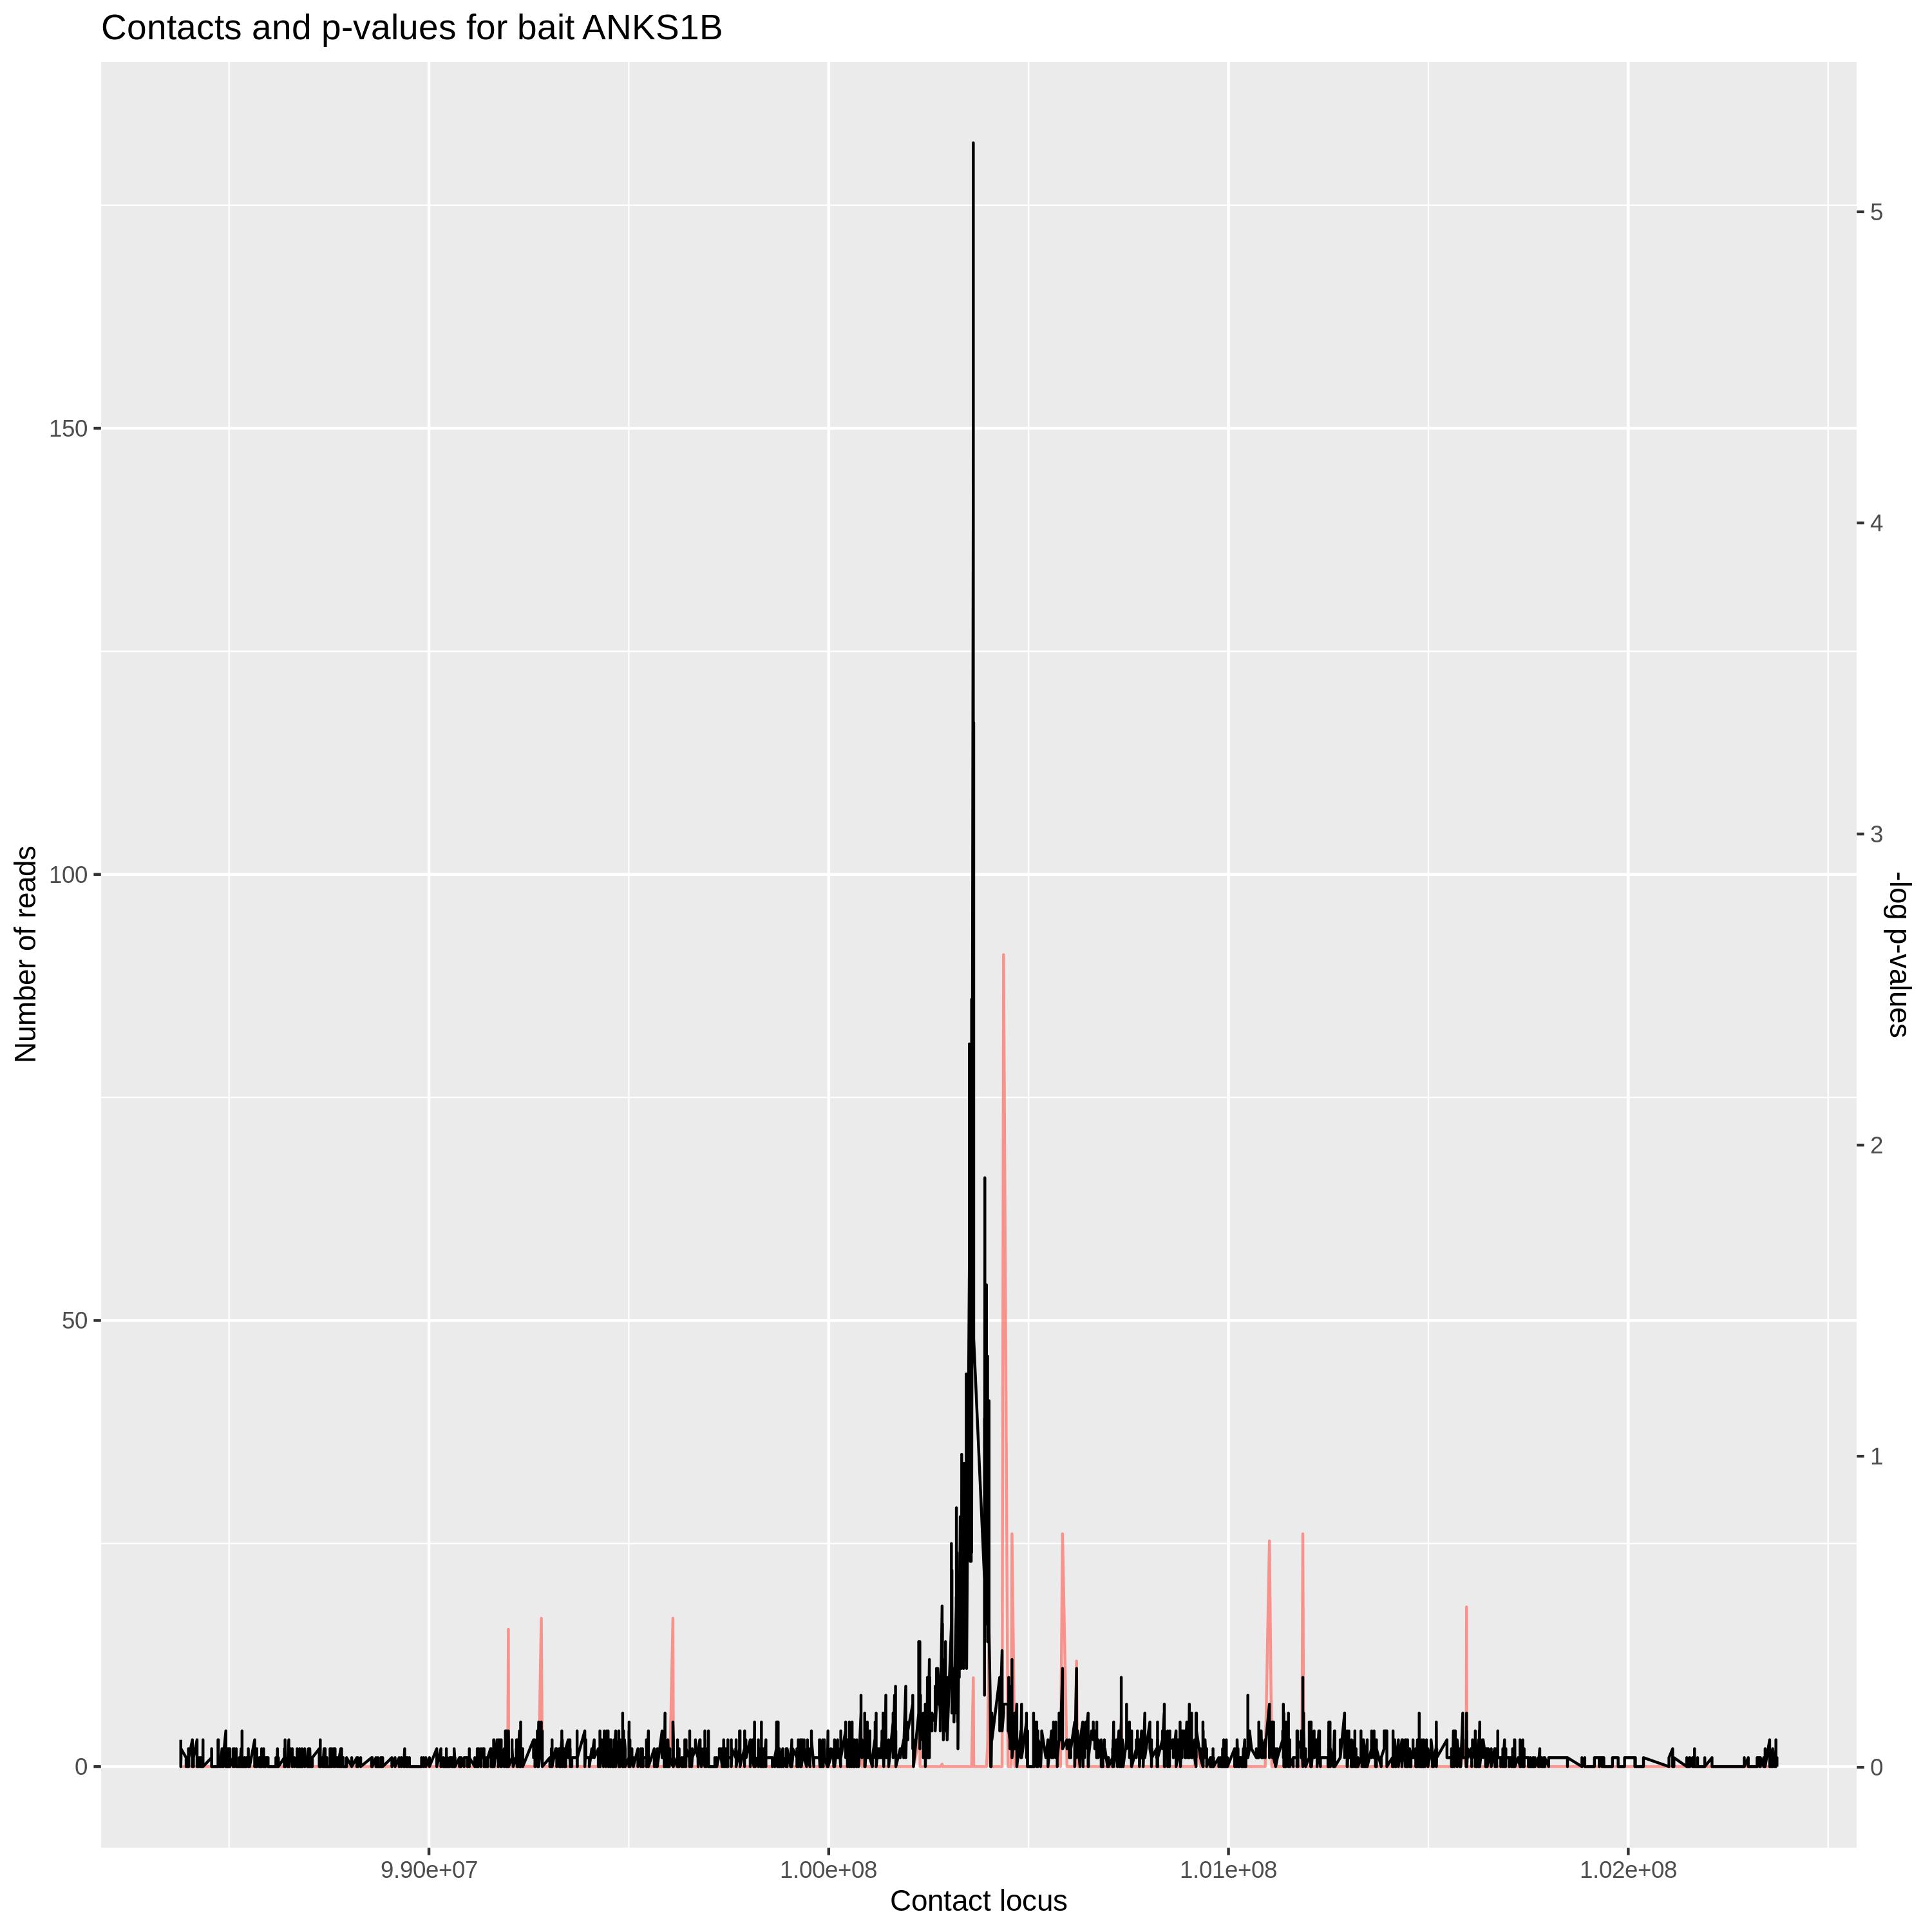 Contacts and p-values for bait ANKS1B
150
100
50
0
Number of reads
5
4
3
2
1
0
-log p-values
9.90e+07
1.00e+08
1.01e+08
1.02e+08
Contact locus